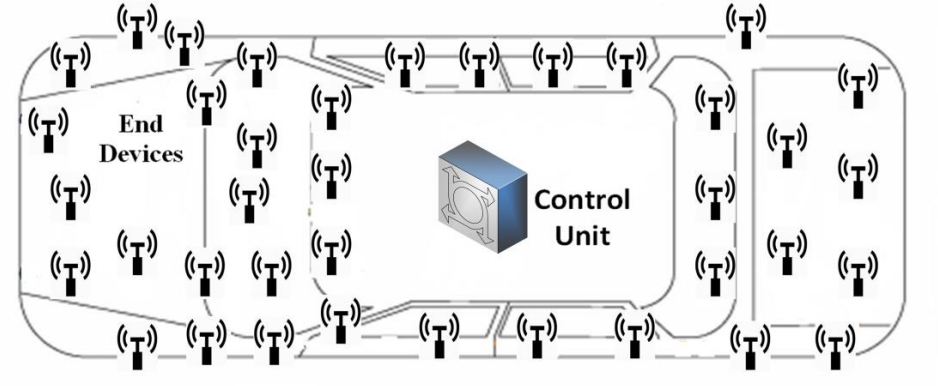 End
Devices
Control
Unit